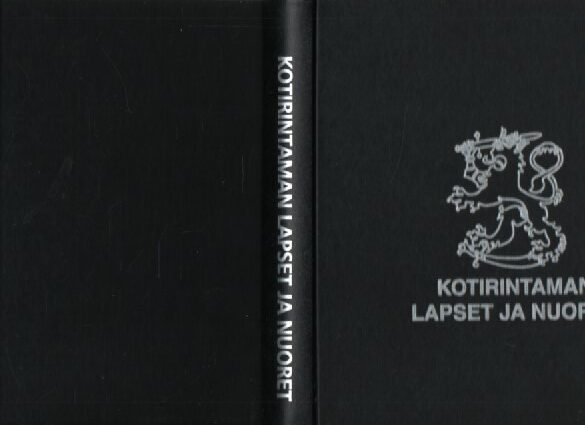 KOTIRINTAMAN LAPSET JA NUORET
KOTIRINTAMAN
LAPSET JA NUOR